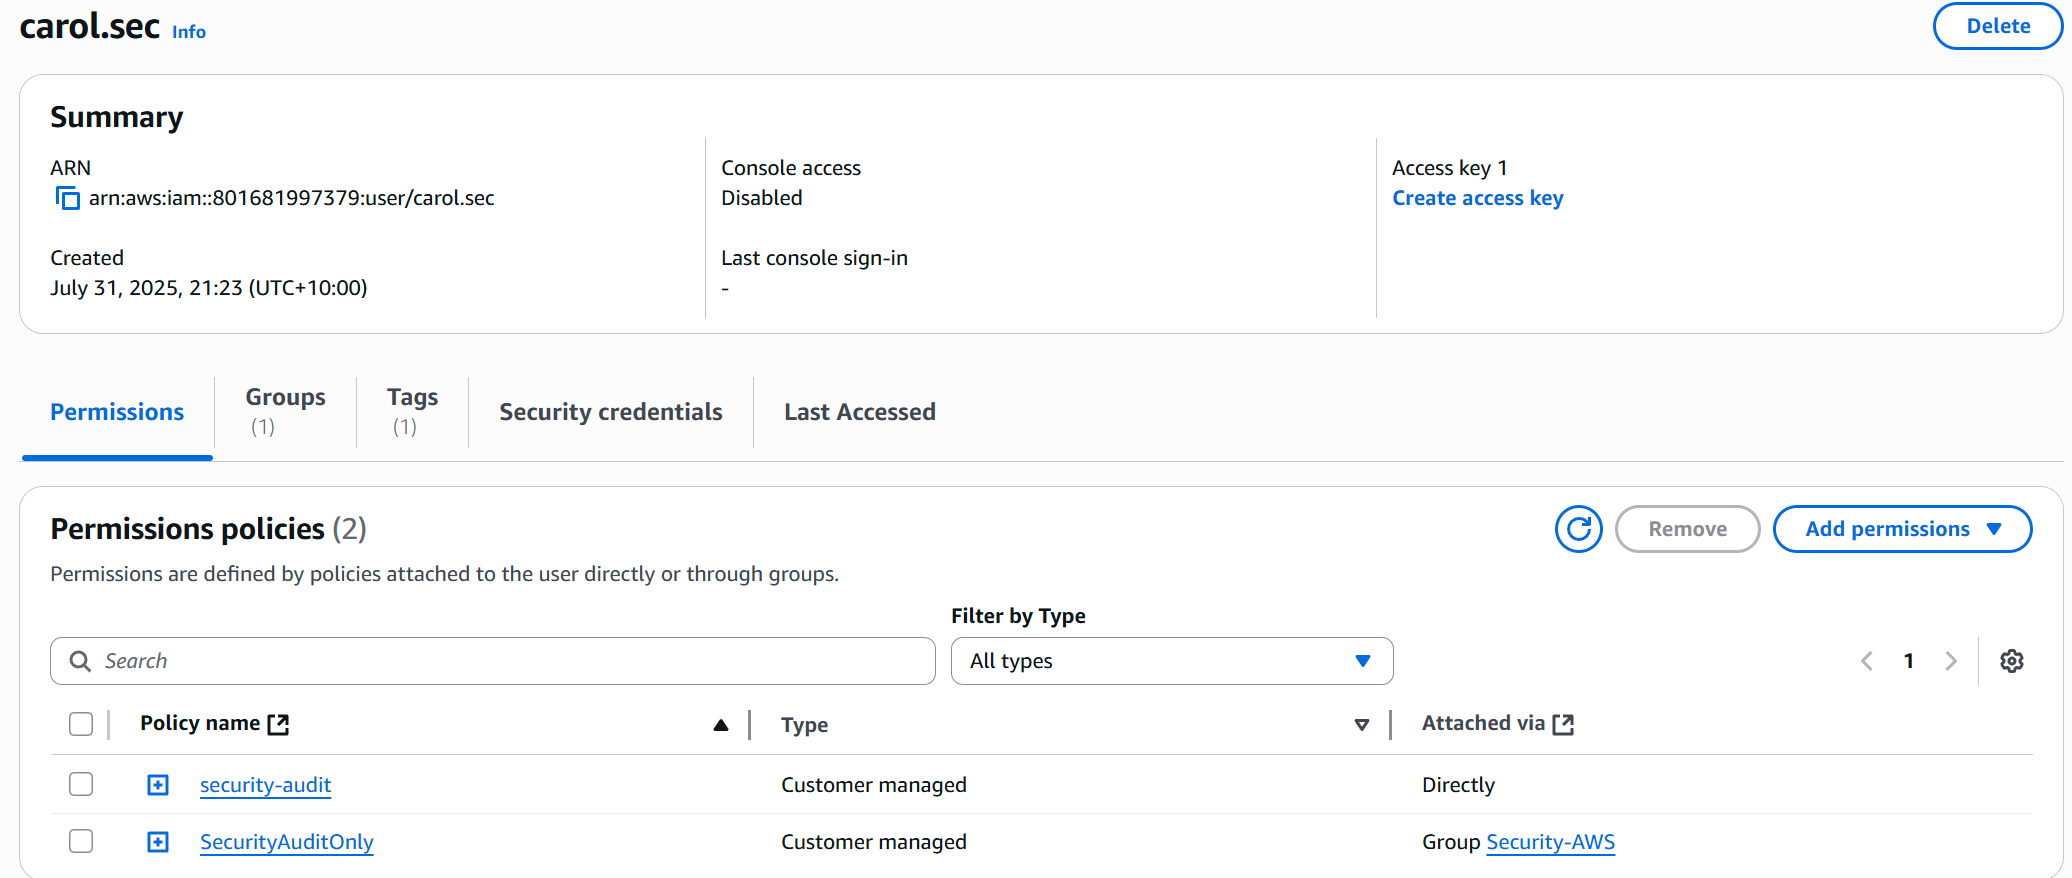 carol.sec Info
Delete
Summary
ARN
arn:aws:iam::801681997379:user/carol.sec
Created
July 31, 2025, 21:23 (UTC+10:00)
Console access
Disabled
Last console sign-in
-
Access key 1
Create access key
Permissions
Groups
(1)
Tags
(1)
Security credentials
Last Accessed
Permissions policies (2)
Remove
Add permissions
Permissions are defined by policies attached to the user directly or through groups.
Filter by Type
Search
All types
1
Policy name
Type
Attached via
security-audit
Customer managed
Directly
SecurityAuditOnly
Customer managed
Group Security-AWS